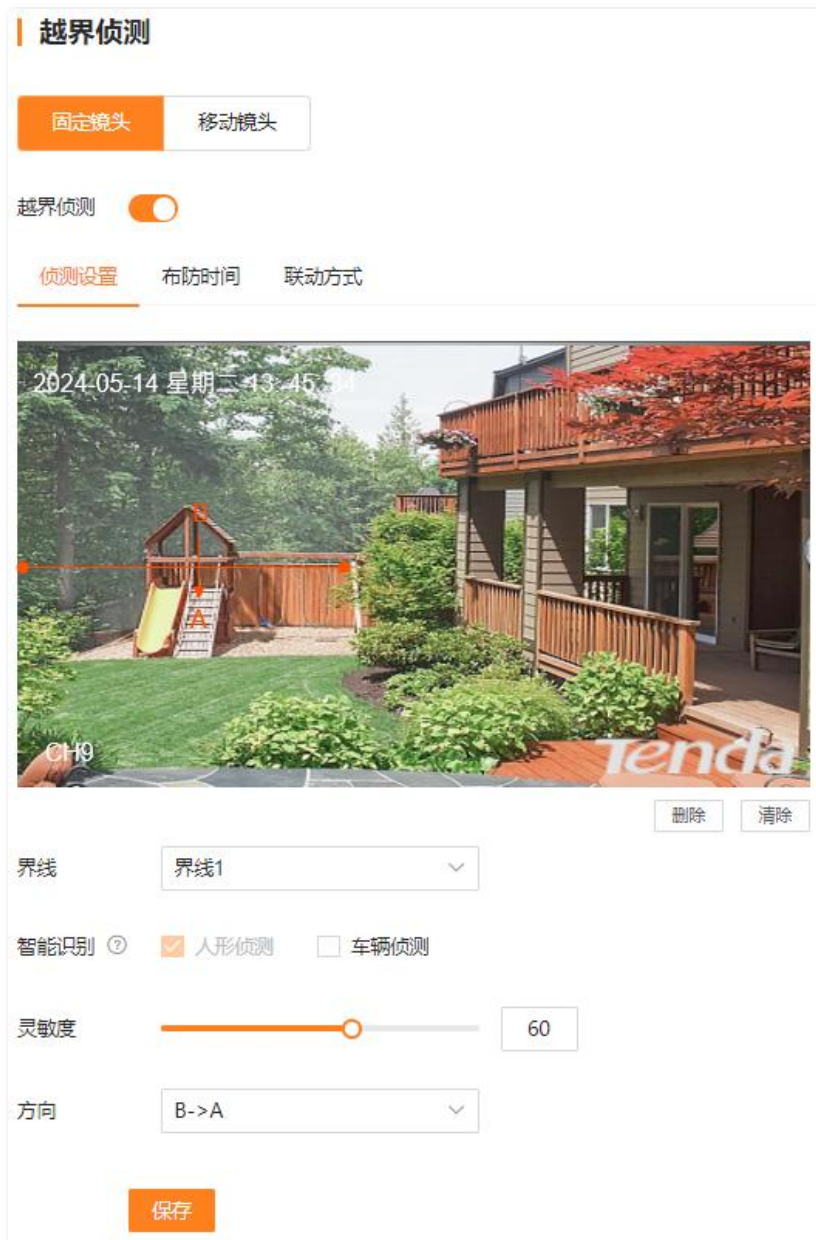 越界侦测
固定镜头 移动镜头
越界侦测
侦测设置 布防时间 联动方式
2024-05-14 星期二 13:45:34
B
A
CH9
Tenda
删除 清除
界线 界线1
智能识别 ? 人形侦测 车辆侦测
灵敏度 60
方向 B->A
保存